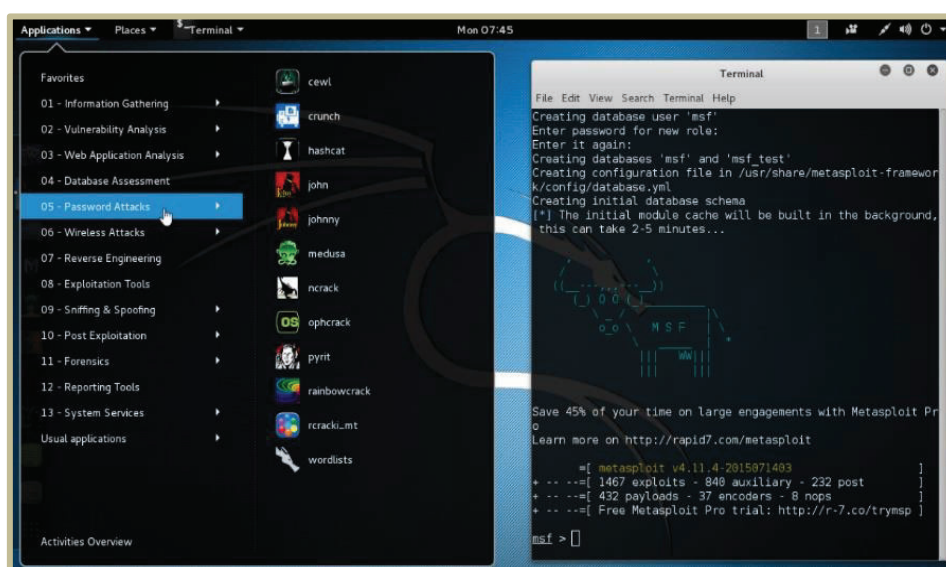 Applications Places Terminal Mon 07:45 1
Favorites
01 - Information Gathering
02 - Vulnerability Analysis
03 - Web Application Analysis
04 - Database Assessment
05 - Password Attacks
06 - Wireless Attacks
07 - Reverse Engineering
08 - Exploitation Tools
09 - Sniffing & Spoofing
10 - Post Exploitation
11 - Forensics
12 - Reporting Tools
13 - System Services
Usual applications
Activities Overview
cewl
crunch
hashcat
john
johnny
medusa
ncrack
OS
ophcrack
pyrit
rainbowcrack
rcracki_mt
wordlists
Terminal
File Edit View Search Terminal Help
Creating database user 'msf'
Enter password for new role:
Enter it again:
Creating databases 'msf' and 'msf_test'
Creating configuration file in /usr/share/metasploit-framewor
k/config/database.yml
Creating initial database schema
[*] The initial module cache will be built in the background,
this can take 2-5 minutes...
M S F
WW
Save 45% of your time on large engagements with Metasploit Pr
o
Learn more on http://rapid7.com/metasploit
=[ metasploit v4.11.4-2015071403 ]
+ -- --=[ 1467 exploits - 840 auxiliary - 232 post ]
+ -- --=[ 432 payloads - 37 encoders - 8 nops ]
+ -- --=[ Free Metasploit Pro trial: http://r-7.co/trymsp ]
msf >